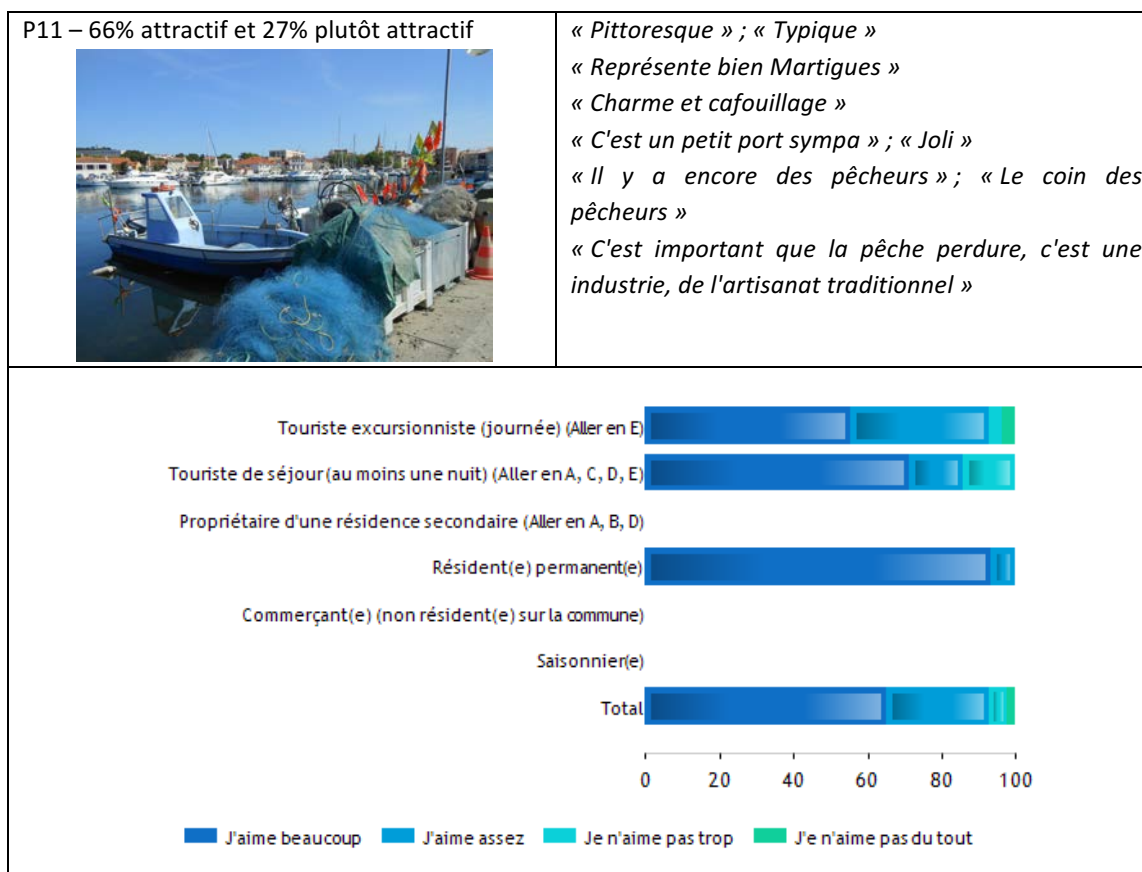 P11 – 66% attractif et 27% plutôt attractif
« Pittoresque » ; « Typique »
« Représente bien Martigues »
« Charme et cafouillage »
« C'est un petit port sympa » ; « Joli »
« Il y a encore des pêcheurs » ; « Le coin des
pêcheurs »
« C'est important que la pêche perdure, c'est une
industrie, de l'artisanat traditionnel »
Touriste excursionniste (journée) (Aller en E)
Touriste de séjour (au moins une nuit) (Aller en A, C, D, E)
Propriétaire d'une résidence secondaire (Aller en A, B, D)
Résident(e) permanent(e)
Commerçant(e) (non résident(e) sur la commune)
Saisonnier(e)
Total
0 20 40 60 80 100
J'aime beaucoup J'aime assez Je n'aime pas trop J'e n'aime pas du tout